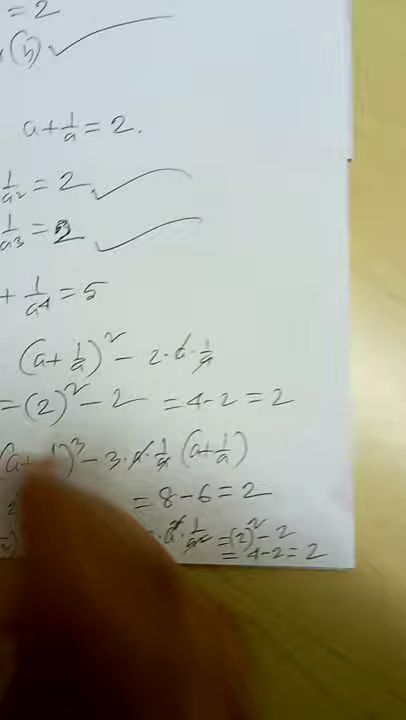 = 2
(b)
a + 1/a = 2.
1/a2 = 2
1/a3 = 2
+ 1/a4 = 5
(a + 1/a)^2 - 2·a·1/a
= (2)^2 - 2 = 4 - 2 = 2
)^3 - 3·a·1/a (a + 1/a)
= 8 - 6 = 2
1/a2 = (2)^2 - 2
= 4 - 2 = 2